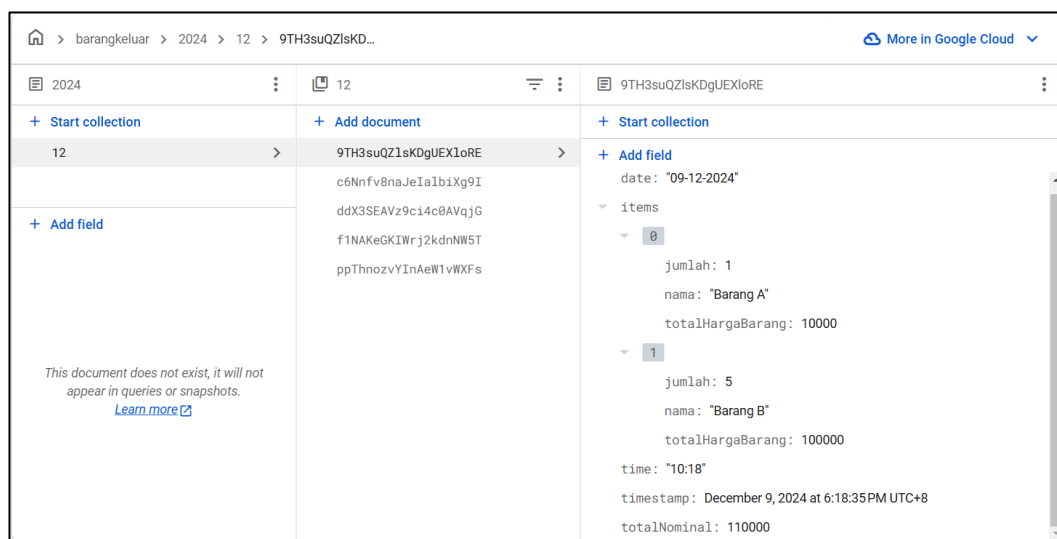 barangkeluar > 2024 > 12 > 9TH3suQZlsKD...
More in Google Cloud
2024
+ Start collection
12
+ Add field
This document does not exist, it will not
appear in queries or snapshots.
Learn more
12
+ Add document
9TH3suQZlsKDgUEXloRE
c6Nnfv8naJeIalbiXg9I
ddX3SEAVz9ci4c0AVqjG
f1NAKeGKIWrj2kdnNW5T
ppThnozvYInAeW1vWXFs
9TH3suQZlsKDgUEXloRE
+ Start collection
+ Add field
date: "09-12-2024"
items
0
jumlah: 1
nama: "Barang A"
totalHargaBarang: 10000
1
jumlah: 5
nama: "Barang B"
totalHargaBarang: 100000
time: "10:18"
timestamp: December 9, 2024 at 6:18:35 PM UTC+8
totalNominal: 110000